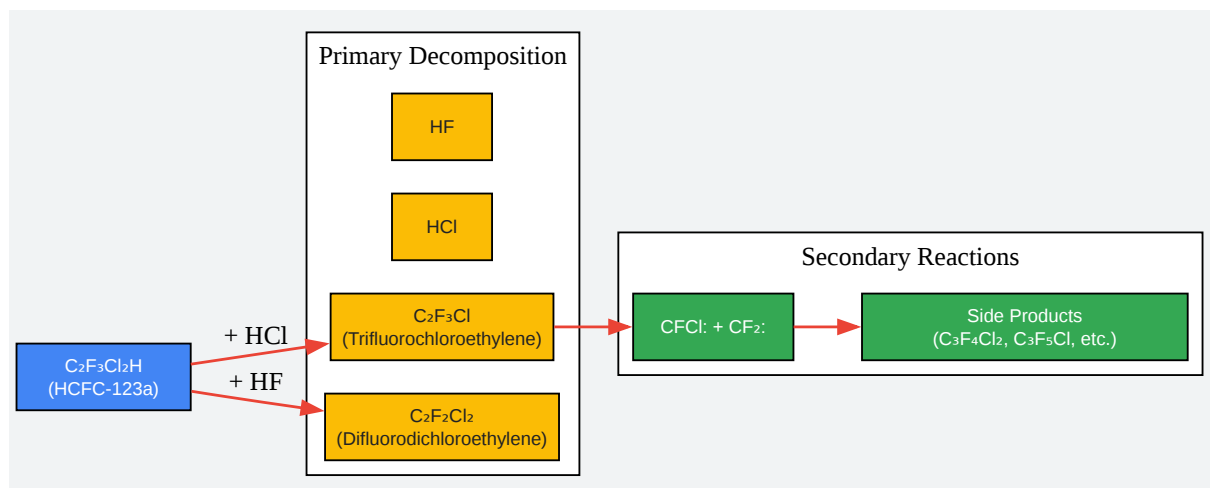 Primary Decomposition
HF
HCl
Secondary Reactions
+ HCl
C₂F₃Cl
(Trifluorochloroethylene)
CFCl: + CF₂:
Side Products
(C₃F₄Cl₂, C₃F₅Cl, etc.)
C₂F₃Cl₂H
(HCFC-123a)
+ HF
C₂F₂Cl₂
(Difluorodichloroethylene)